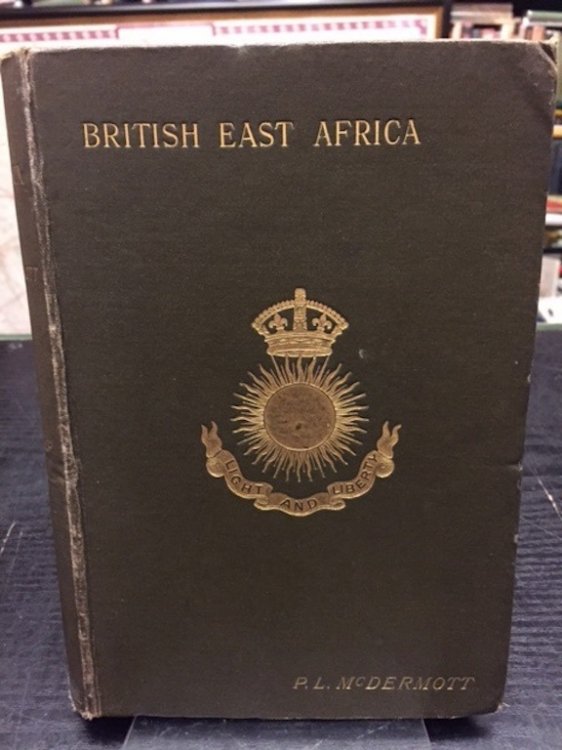 BRITISH EAST AFRICA
LIGHT AND LIBERTY
P. L. McDERMOTT